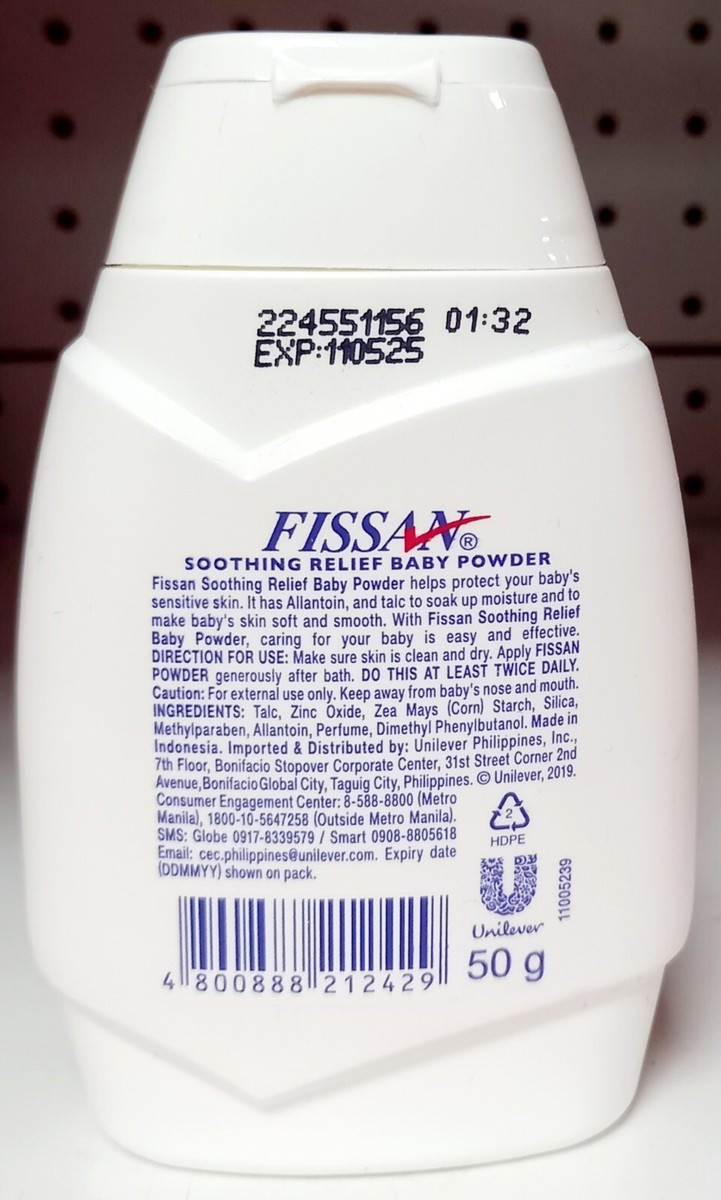 224551156 01:32
EXP:110525
FISSAN®
SOOTHING RELIEF BABY POWDER
Fissan Soothing Relief Baby Powder helps protect your baby's
sensitive skin. It has Allantoin, and talc to soak up moisture and to
make baby's skin soft and smooth. With Fissan Soothing Relief
Baby Powder, caring for your baby is easy and effective.
DIRECTION FOR USE: Make sure skin is clean and dry. Apply FISSAN
POWDER generously after bath. DO THIS AT LEAST TWICE DAILY.
Caution: For external use only. Keep away from baby's nose and mouth.
INGREDIENTS: Talc, Zinc Oxide, Zea Mays (Corn) Starch, Silica,
Methylparaben, Allantoin, Perfume, Dimethyl Phenylbutanol. Made in
Indonesia. Imported & Distributed by: Unilever Philippines, Inc.,
7th Floor, Bonifacio Stopover Corporate Center, 31st Street Corner 2nd
Avenue, Bonifacio Global City, Taguig City, Philippines. © Unilever, 2019.
Consumer Engagement Center: 8-588-8800 (Metro
Manila), 1800-10-5647258 (Outside Metro Manila).
SMS: Globe 0917-8339579 / Smart 0908-8805618
Email: cec.philippines@unilever.com. Expiry date
(DDMMYY) shown on pack.
2
HDPE
11005239
Unilever
50 g
4 800888 212429